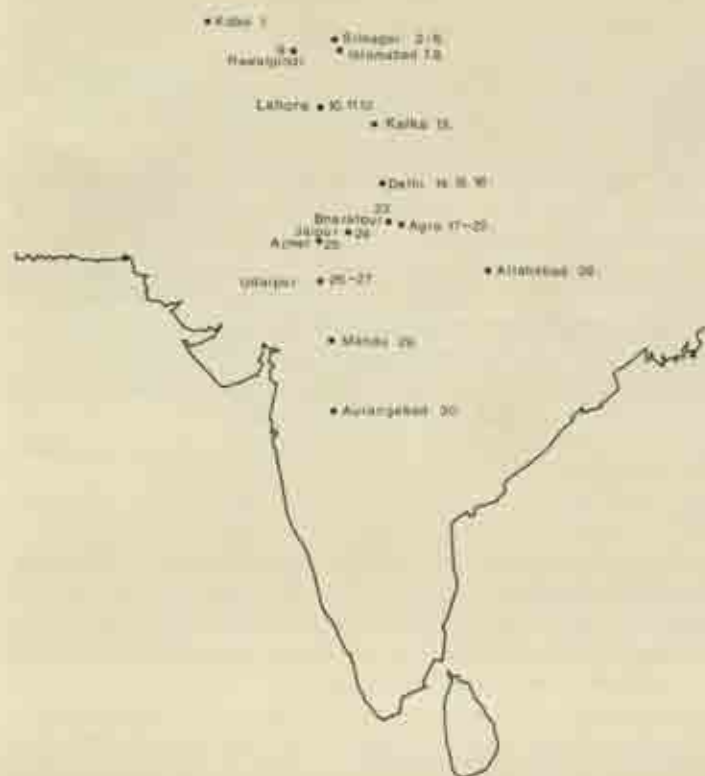 Kabul 1.
Srinagar 2-6.
Islamabad 7.8.
9
Rawalpindi
Lahore 10.11.12.
Kalka 13.
Delhi 14. 15. 16.
23
Bharatpur
Agra 17-22.
Jaipur 24
Ajmer 25
Udaipur 26-27
Allahabad 28.
Mandu 29.
Aurangabad 30.